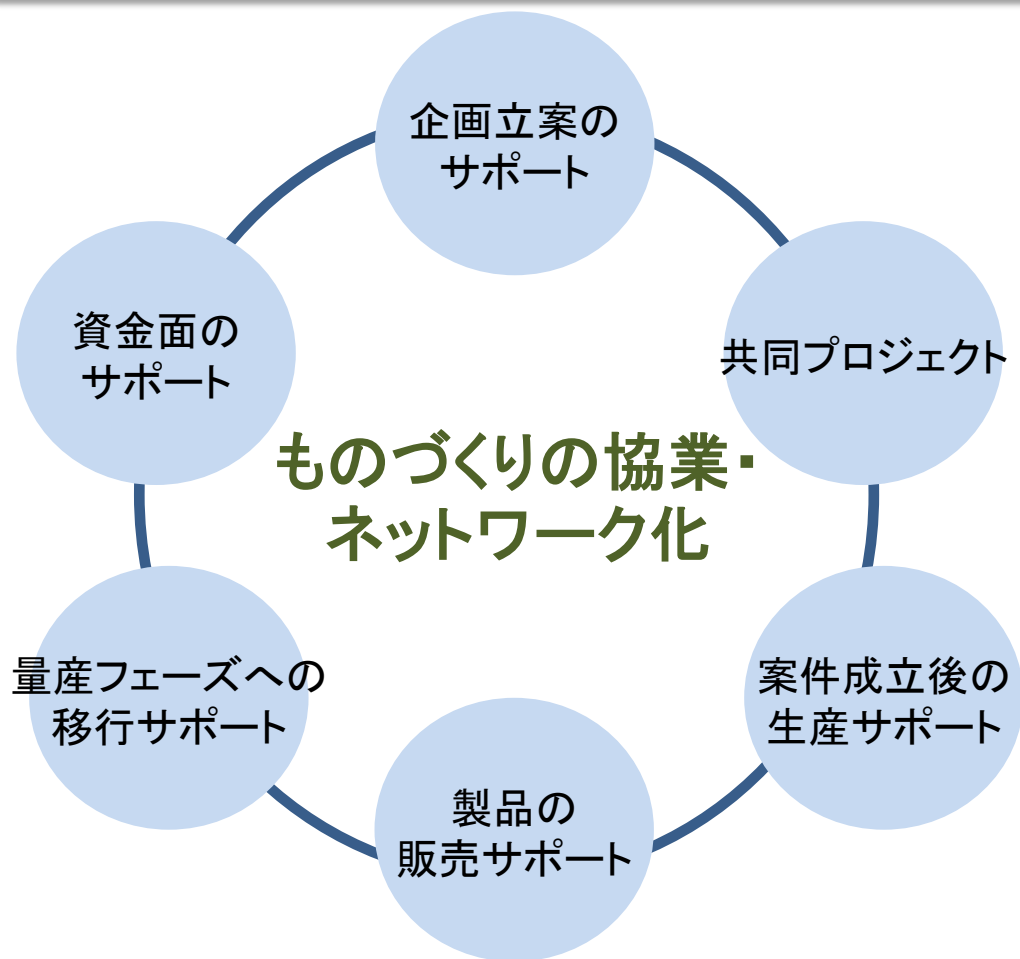 企画立案の
サポート
資金面の
サポート
共同プロジェクト
ものづくりの協業・
ネットワーク化
量産フェーズへの
移行サポート
案件成立後の
生産サポート
製品の
販売サポート